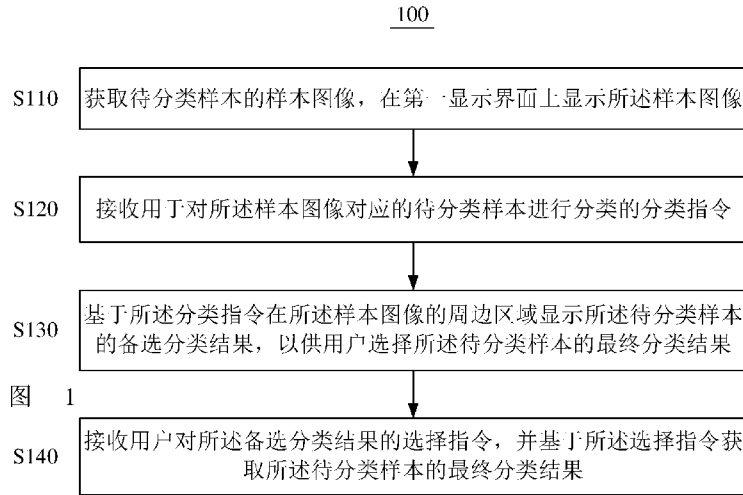 100
S110
获取待分类样本的样本图像，在第一显示界面上显示所述样本图像
S120
接收用于对所述样本图像对应的待分类样本进行分类的分类指令
S130
基于所述分类指令在所述样本图像的周边区域显示所述待分类样本
的备选分类结果，以供用户选择所述待分类样本的最终分类结果
图 1
S140
接收用户对所述备选分类结果的选择指令，并基于所述选择指令获
取所述待分类样本的最终分类结果